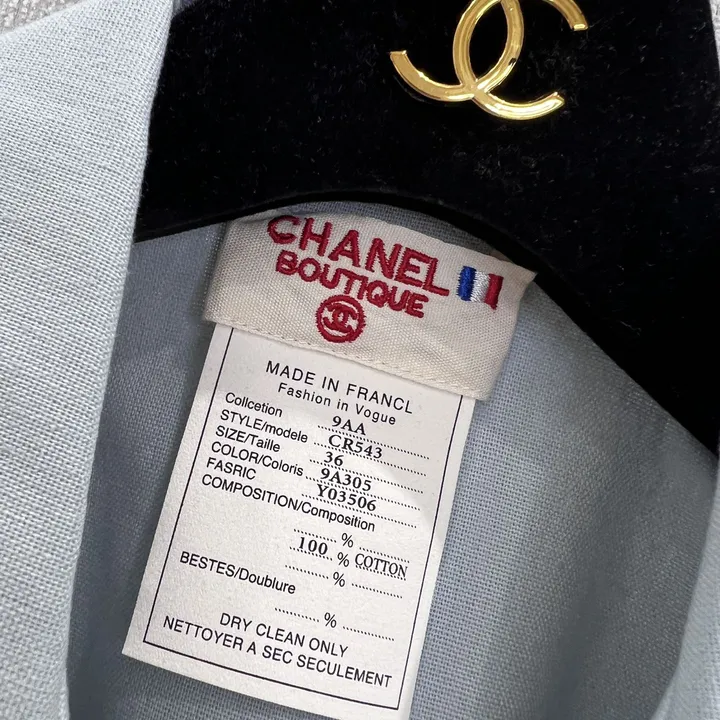 CHANEL
BOUTIQUE
MADE IN FRANCL
Fashion in Vogue
Collcetion 9AA
STYLE/modele CR543
SIZE/Taille 36
COLOR/Coloris 9A305
FASRIC Y03506
COMPOSITION/Composition
%
100 % COTTON
%
BESTES/Doublure
%
DRY CLEAN ONLY
NETTOYER A SEC SECULEMENT